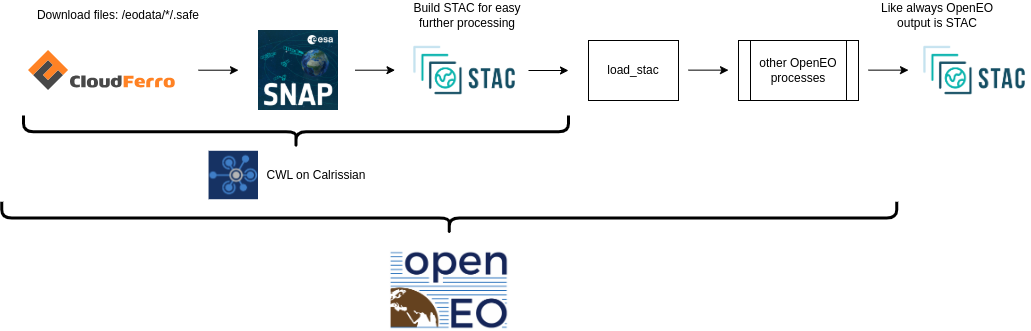 Download files: /eodata/*/.safe
Build STAC for easy
further processing
Like always OpenEO
output is STAC
CloudFerro
esa
SNAP
STAC
load_stac
other OpenEO
processes
STAC
CWL on Calrissian
open
EO